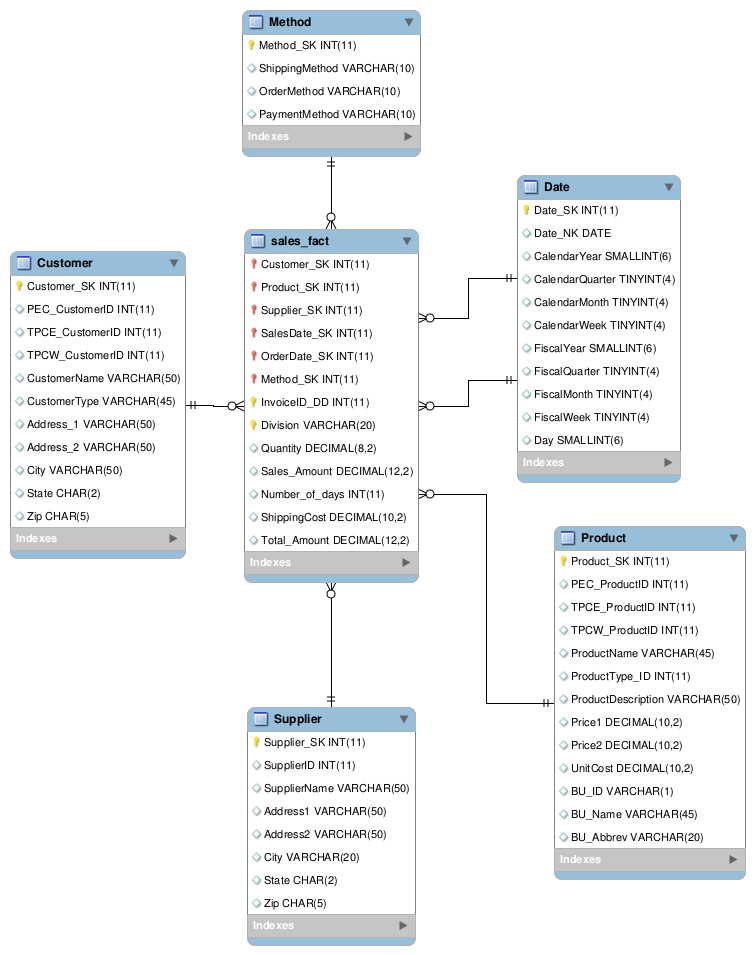 Method
Method_SK INT(11)
ShippingMethod VARCHAR(10)
OrderMethod VARCHAR(10)
PaymentMethod VARCHAR(10)
Indexes
Date
Date_SK INT(11)
Date_NK DATE
CalendarYear SMALLINT(6)
CalendarQuarter TINYINT(4)
CalendarMonth TINYINT(4)
CalendarWeek TINYINT(4)
FiscalYear SMALLINT(6)
FiscalQuarter TINYINT(4)
FiscalMonth TINYINT(4)
FiscalWeek TINYINT(4)
Day SMALLINT(6)
Indexes
sales_fact
Customer_SK INT(11)
Product_SK INT(11)
Supplier_SK INT(11)
SalesDate_SK INT(11)
OrderDate_SK INT(11)
Method_SK INT(11)
InvoiceID_DD INT(11)
Division VARCHAR(20)
Quantity DECIMAL(8,2)
Sales_Amount DECIMAL(12,2)
Number_of_days INT(11)
ShippingCost DECIMAL(10,2)
Total_Amount DECIMAL(12,2)
Indexes
Customer
Customer_SK INT(11)
PEC_CustomerID INT(11)
TPCE_CustomerID INT(11)
TPCW_CustomerID INT(11)
CustomerName VARCHAR(50)
CustomerType VARCHAR(45)
Address_1 VARCHAR(50)
Address_2 VARCHAR(50)
City VARCHAR(50)
State CHAR(2)
Zip CHAR(5)
Indexes
Product
Product_SK INT(11)
PEC_ProductID INT(11)
TPCE_ProductID INT(11)
TPCW_ProductID INT(11)
ProductName VARCHAR(45)
ProductType_ID INT(11)
ProductDescription VARCHAR(50)
Price1 DECIMAL(10,2)
Price2 DECIMAL(10,2)
UnitCost DECIMAL(10,2)
BU_ID VARCHAR(1)
BU_Name VARCHAR(45)
BU_Abbrev VARCHAR(20)
Indexes
Supplier
Supplier_SK INT(11)
SupplierID INT(11)
SupplierName VARCHAR(50)
Address1 VARCHAR(50)
Address2 VARCHAR(50)
City VARCHAR(20)
State CHAR(2)
Zip CHAR(5)
Indexes